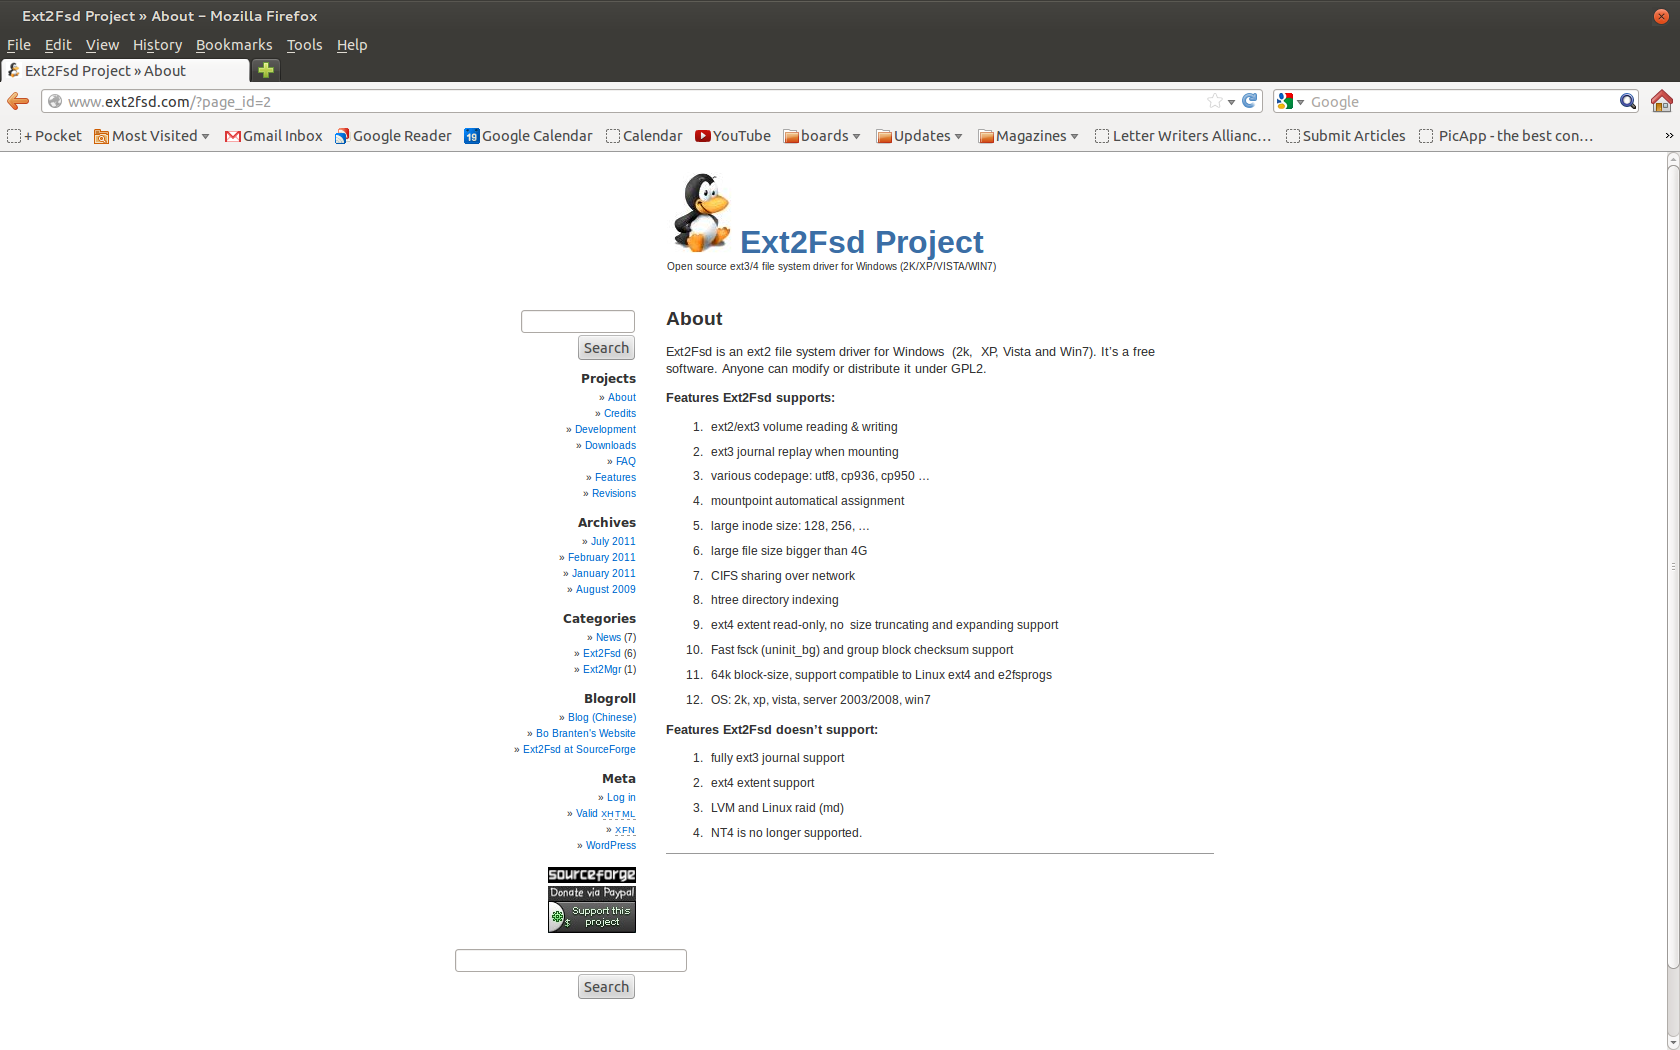 Ext2Fsd Project » About - Mozilla Firefox
File Edit View History Bookmarks Tools Help
Ext2Fsd Project » About
www.ext2fsd.com/?page_id=2
Google
+ Pocket Most Visited Gmail Inbox Google Reader 19 Google Calendar Calendar YouTube boards Updates Magazines Letter Writers Allianc... Submit Articles PicApp - the best con... »
Ext2Fsd Project
Open source ext3/4 file system driver for Windows (2K/XP/VISTA/WIN7)
Search
Projects
» About
» Credits
» Development
» Downloads
» FAQ
» Features
» Revisions
Archives
» July 2011
» February 2011
» January 2011
» August 2009
Categories
» News (7)
» Ext2Fsd (6)
» Ext2Mgr (1)
Blogroll
» Blog (Chinese)
» Bo Branten's Website
» Ext2Fsd at SourceForge
Meta
» Log in
» Valid XHTML
» XFN
» WordPress
sourceforge
Donate via Paypal
$ Support this
project
Search
About
Ext2Fsd is an ext2 file system driver for Windows (2k, XP, Vista and Win7). It's a free
software. Anyone can modify or distribute it under GPL2.
Features Ext2Fsd supports:
1. ext2/ext3 volume reading & writing
2. ext3 journal replay when mounting
3. various codepage: utf8, cp936, cp950 …
4. mountpoint automatical assignment
5. large inode size: 128, 256, …
6. large file size bigger than 4G
7. CIFS sharing over network
8. htree directory indexing
9. ext4 extent read-only, no size truncating and expanding support
10. Fast fsck (uninit_bg) and group block checksum support
11. 64k block-size, support compatible to Linux ext4 and e2fsprogs
12. OS: 2k, xp, vista, server 2003/2008, win7
Features Ext2Fsd doesn't support:
1. fully ext3 journal support
2. ext4 extent support
3. LVM and Linux raid (md)
4. NT4 is no longer supported.